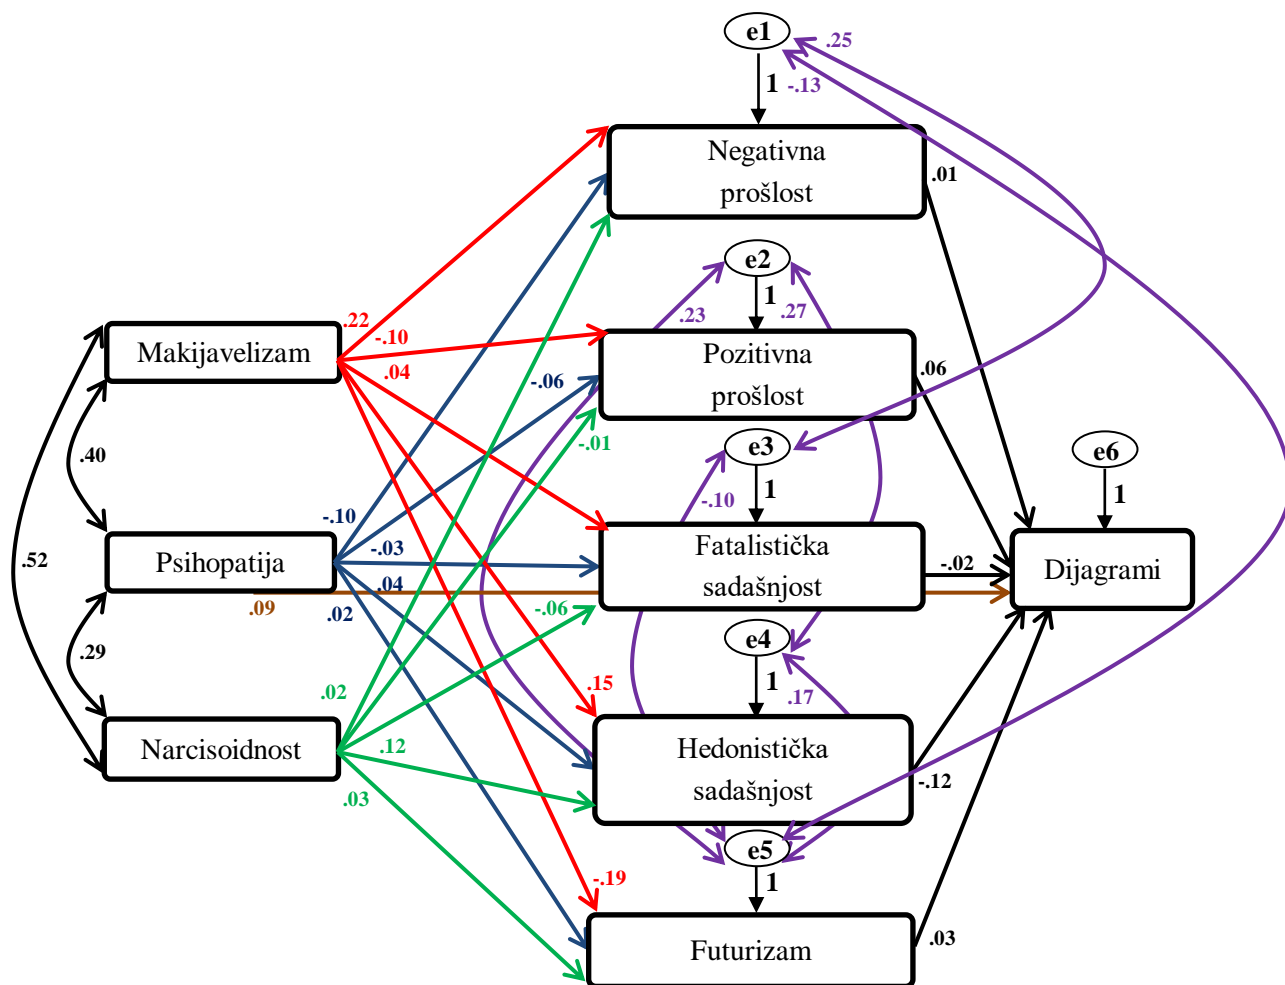 e1
.25
1
-.13
Negativna
prošlost
.01
e2
1
.23
.27
.22
-.10
Makijavelizam
.04
Pozitivna
prošlost
-.06
.06
-.01
e3
e6
.40
-.10
1
1
-.10
-.03
Psihopatija
.52
Fatalistička
sadašnjost
-.02
Dijagrami
.04
.09
.02
-.06
e4
.29
.02
.15
1
.17
Narcisoidnost
.12
Hedonistička
sadašnjost
-.12
.03
e5
-.19
1
Futurizam
.03